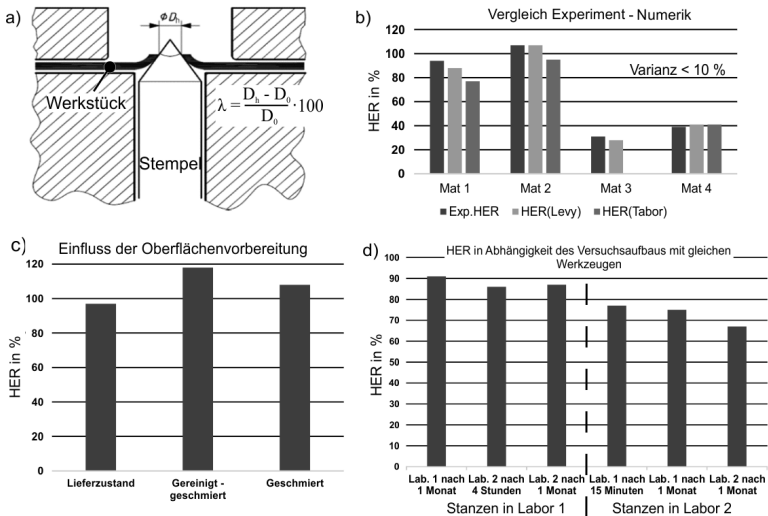 a)
ø Dh
Werkstück
λ = (Dh - D0) / D0 · 100
Stempel
b)
Vergleich Experiment - Numerik
HER in %
120
100
80
60
40
20
0
Varianz < 10 %
Mat 1 Mat 2 Mat 3 Mat 4
Exp.HER HER(Levy) HER(Tabor)
c)
Einfluss der Oberflächenvorbereitung
HER in %
120
100
80
60
40
20
0
Lieferzustand Gereinigt - Geschmiert
geschmiert
d)
HER in Abhängigkeit des Versuchsaufbaus mit gleichen
Werkzeugen
HER in %
100
90
80
70
60
50
40
30
20
10
0
Lab. 1 nach Lab. 2 nach Lab. 2 nach Lab. 1 nach Lab. 1 nach Lab. 2 nach
1 Monat 4 Stunden 1 Monat 15 Minuten 1 Monat 1 Monat
Stanzen in Labor 1 Stanzen in Labor 2